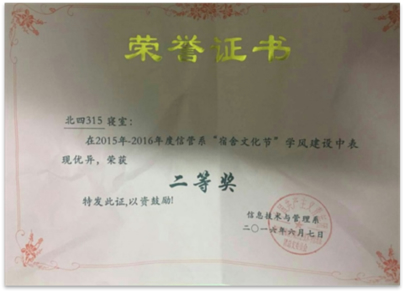 荣誉证书
北四315 寝室：
在2015年-2016年度信管系“宿舍文化节”学风建设中表
现优异，荣获
二等奖
特发此证,以资鼓励!
信息技术与管理系
二〇一六年六月七日